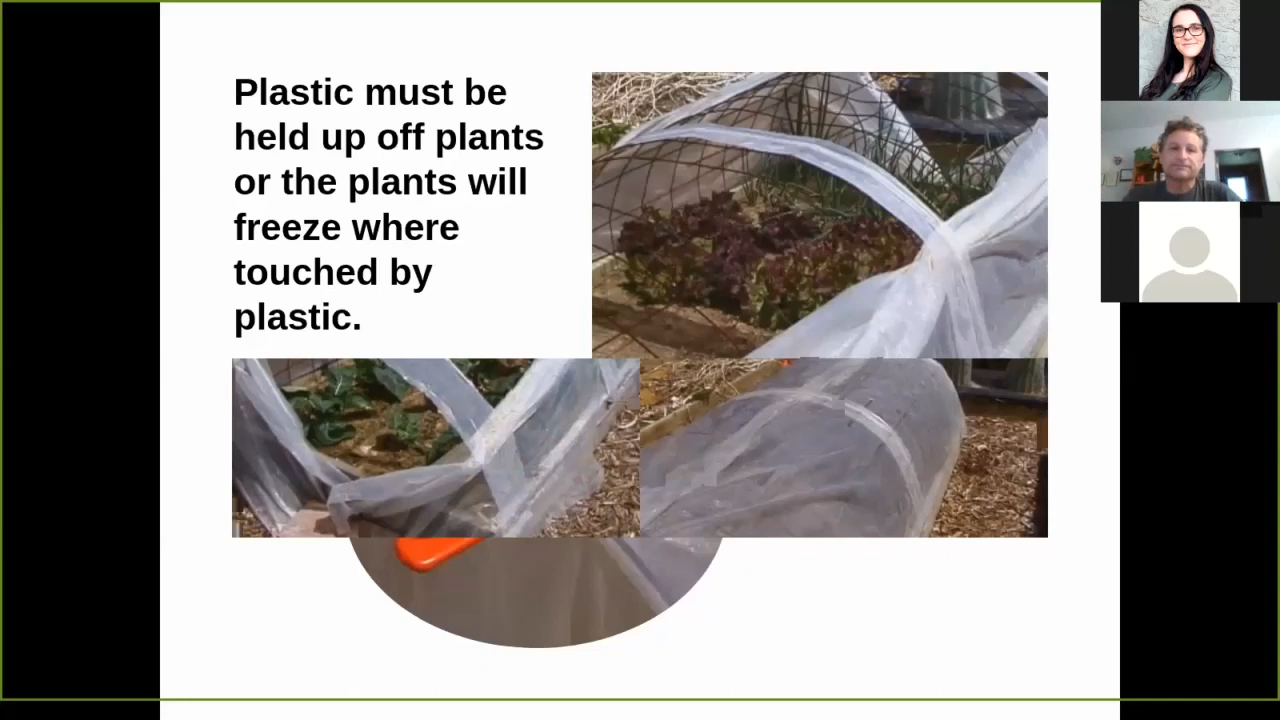 Plastic must be
held up off plants
or the plants will
freeze where
touched by
plastic.